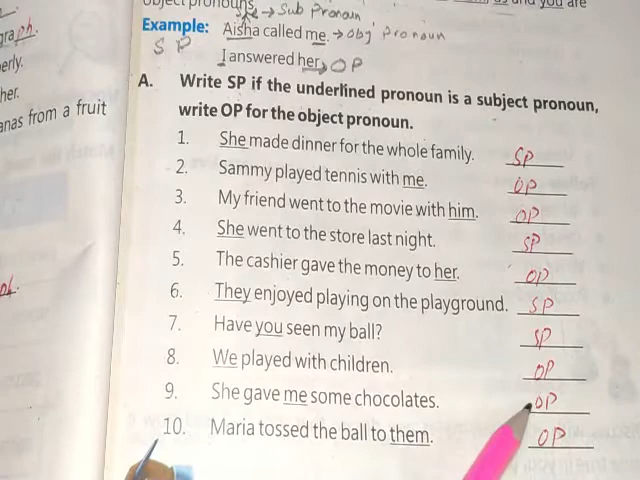 object pronouns and you are
she → Sub Pronoun
Example: Aisha called me. → obj Pronoun
S P
I answered her → OP
graph.
erly.
her.
anas from a fruit
A. Write SP if the underlined pronoun is a subject pronoun,
write OP for the object pronoun.
1. She made dinner for the whole family. SP
2. Sammy played tennis with me. OP
3. My friend went to the movie with him. OP
4. She went to the store last night. SP
5. The cashier gave the money to her. OP
6. They enjoyed playing on the playground. SP
7. Have you seen my ball? SP
8. We played with children. OP
9. She gave me some chocolates. OP
10. Maria tossed the ball to them. OP